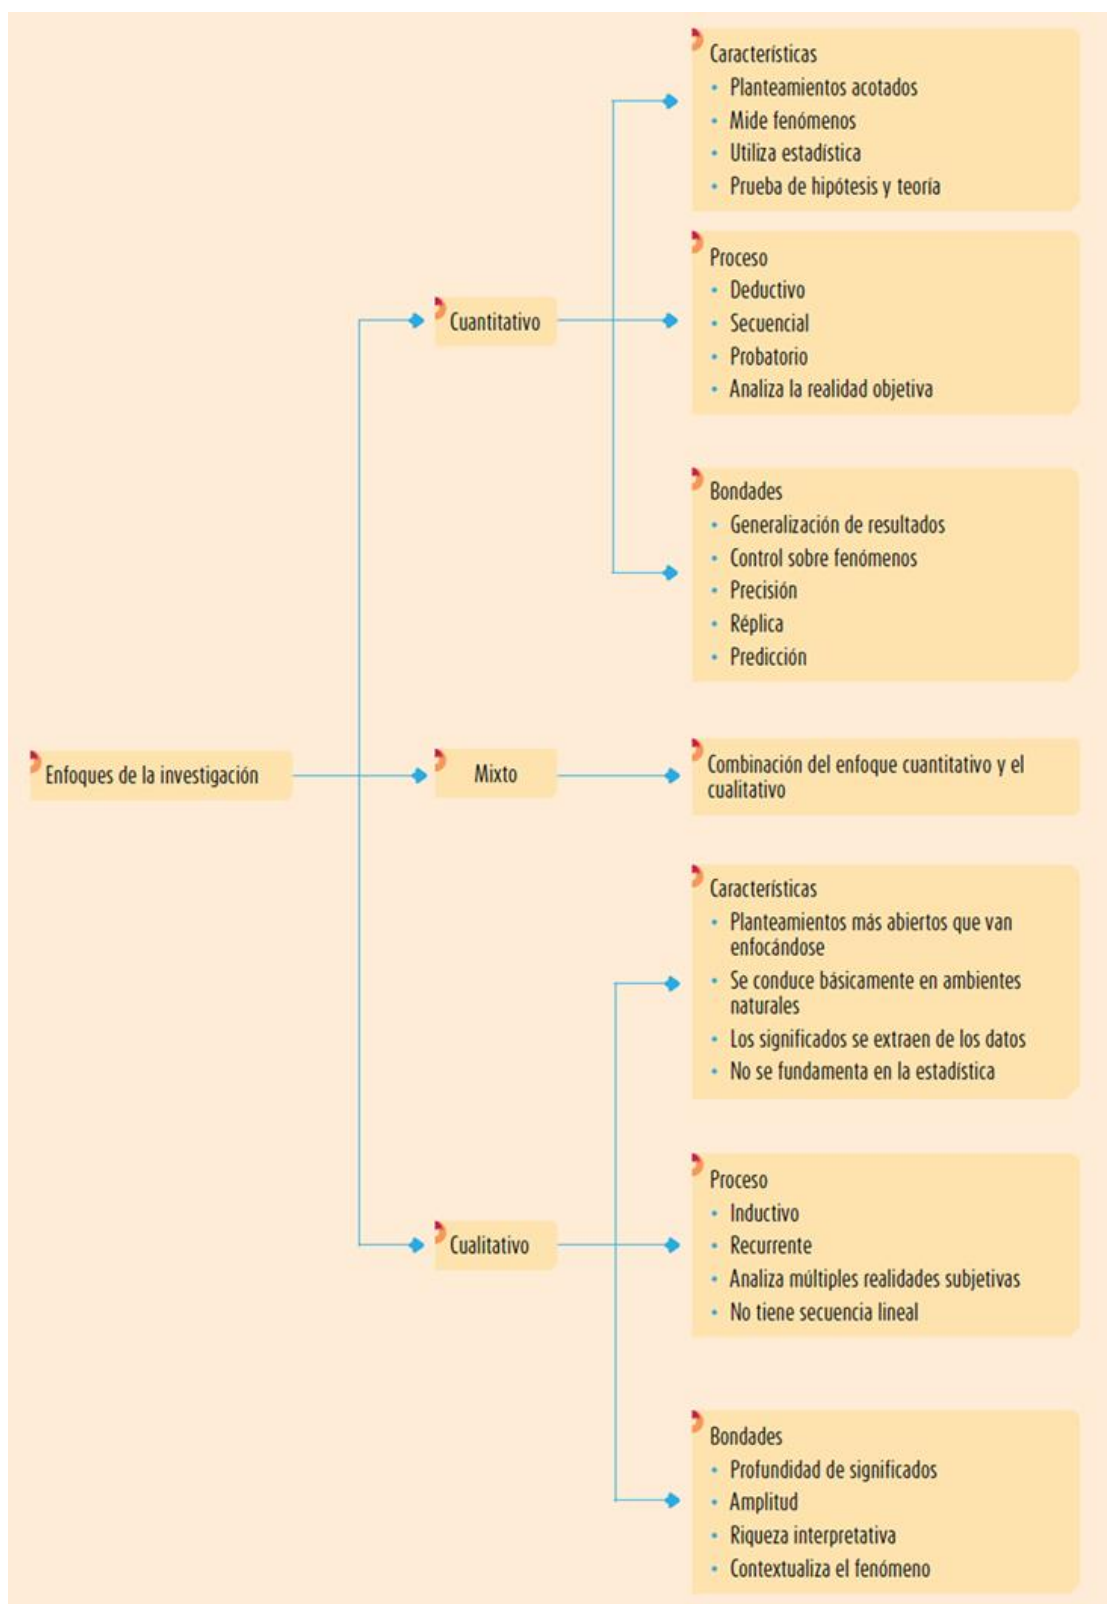 Características
• Planteamientos acotados
• Mide fenómenos
• Utiliza estadística
• Prueba de hipótesis y teoría
Proceso
• Deductivo
• Secuencial
• Probatorio
• Analiza la realidad objetiva
Cuantitativo
Bondades
• Generalización de resultados
• Control sobre fenómenos
• Precisión
• Réplica
• Predicción
Enfoques de la investigación
Mixto
Combinación del enfoque cuantitativo y el
cualitativo
Características
• Planteamientos más abiertos que van
enfocándose
• Se conduce básicamente en ambientes
naturales
• Los significados se extraen de los datos
• No se fundamenta en la estadística
Cualitativo
Proceso
• Inductivo
• Recurrente
• Analiza múltiples realidades subjetivas
• No tiene secuencia lineal
Bondades
• Profundidad de significados
• Amplitud
• Riqueza interpretativa
• Contextualiza el fenómeno